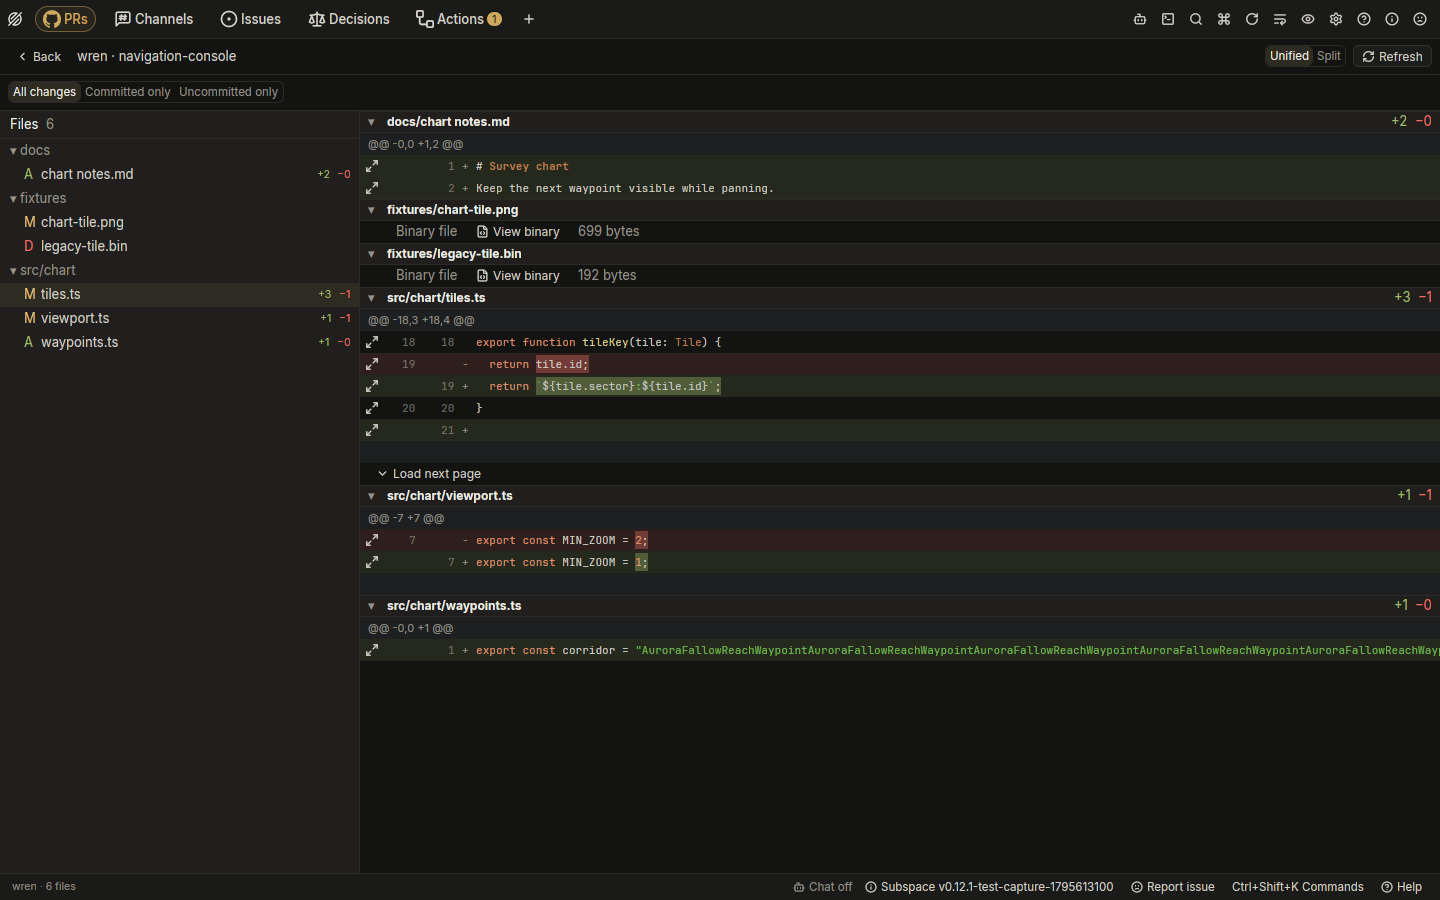 PRs Channels Issues Decisions Actions 1
Back wren · navigation-console Unified Split Refresh
All changes Committed only Uncommitted only
Files 6
▾ docs
A chart notes.md +2 −0
▾ fixtures
M chart-tile.png
D legacy-tile.bin
▾ src/chart
M tiles.ts +3 −1
M viewport.ts +1 −1
A waypoints.ts +1 −0
▾ docs/chart notes.md +2 −0
@@ -0,0 +1,2 @@
1 + # Survey chart
2 + Keep the next waypoint visible while panning.
▾ fixtures/chart-tile.png
Binary file View binary 699 bytes
▾ fixtures/legacy-tile.bin
Binary file View binary 192 bytes
▾ src/chart/tiles.ts +3 −1
@@ -18,3 +18,4 @@
18 18 export function tileKey(tile: Tile) {
19 - return tile.id;
19 + return `${tile.sector}:${tile.id}`;
20 20 }
21 +
Load next page
▾ src/chart/viewport.ts +1 −1
@@ -7 +7 @@
7 - export const MIN_ZOOM = 2;
7 + export const MIN_ZOOM = 1;
▾ src/chart/waypoints.ts +1 −0
@@ -0,0 +1 @@
1 + export const corridor = "AuroraFallowReachWaypointAuroraFallowReachWaypointAuroraFallowReachWaypointAuroraFallowReachWaypointAuroraFallowReachWay
wren · 6 files Chat off Subspace v0.12.1-test-capture-1795613100 Report issue Ctrl+Shift+K Commands Help